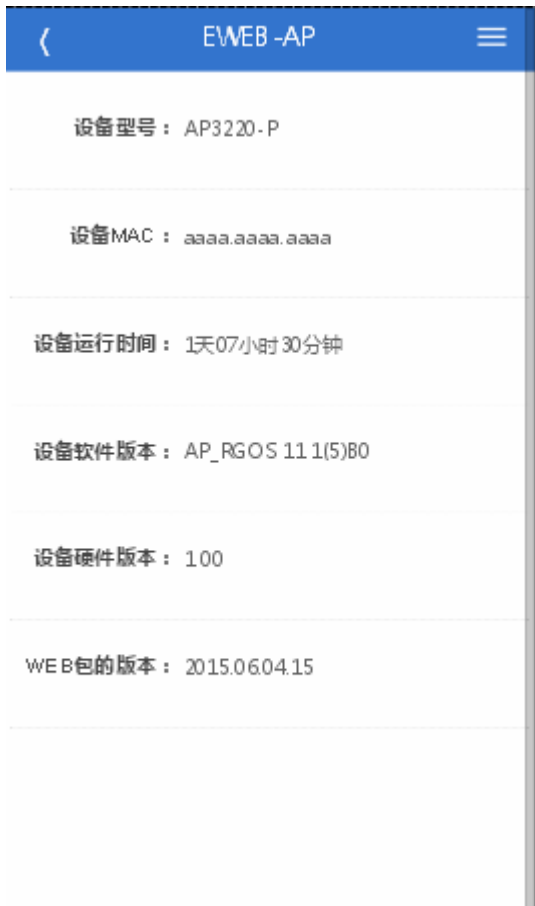 EWEB-AP
设备型号： AP3220-P
设备MAC： aaaa.aaaa.aaaa
设备运行时间： 1天07小时30分钟
设备软件版本： AP_RGOS 11.1(5)B0
设备硬件版本： 1.00
WEB包的版本： 2015.06.04.15